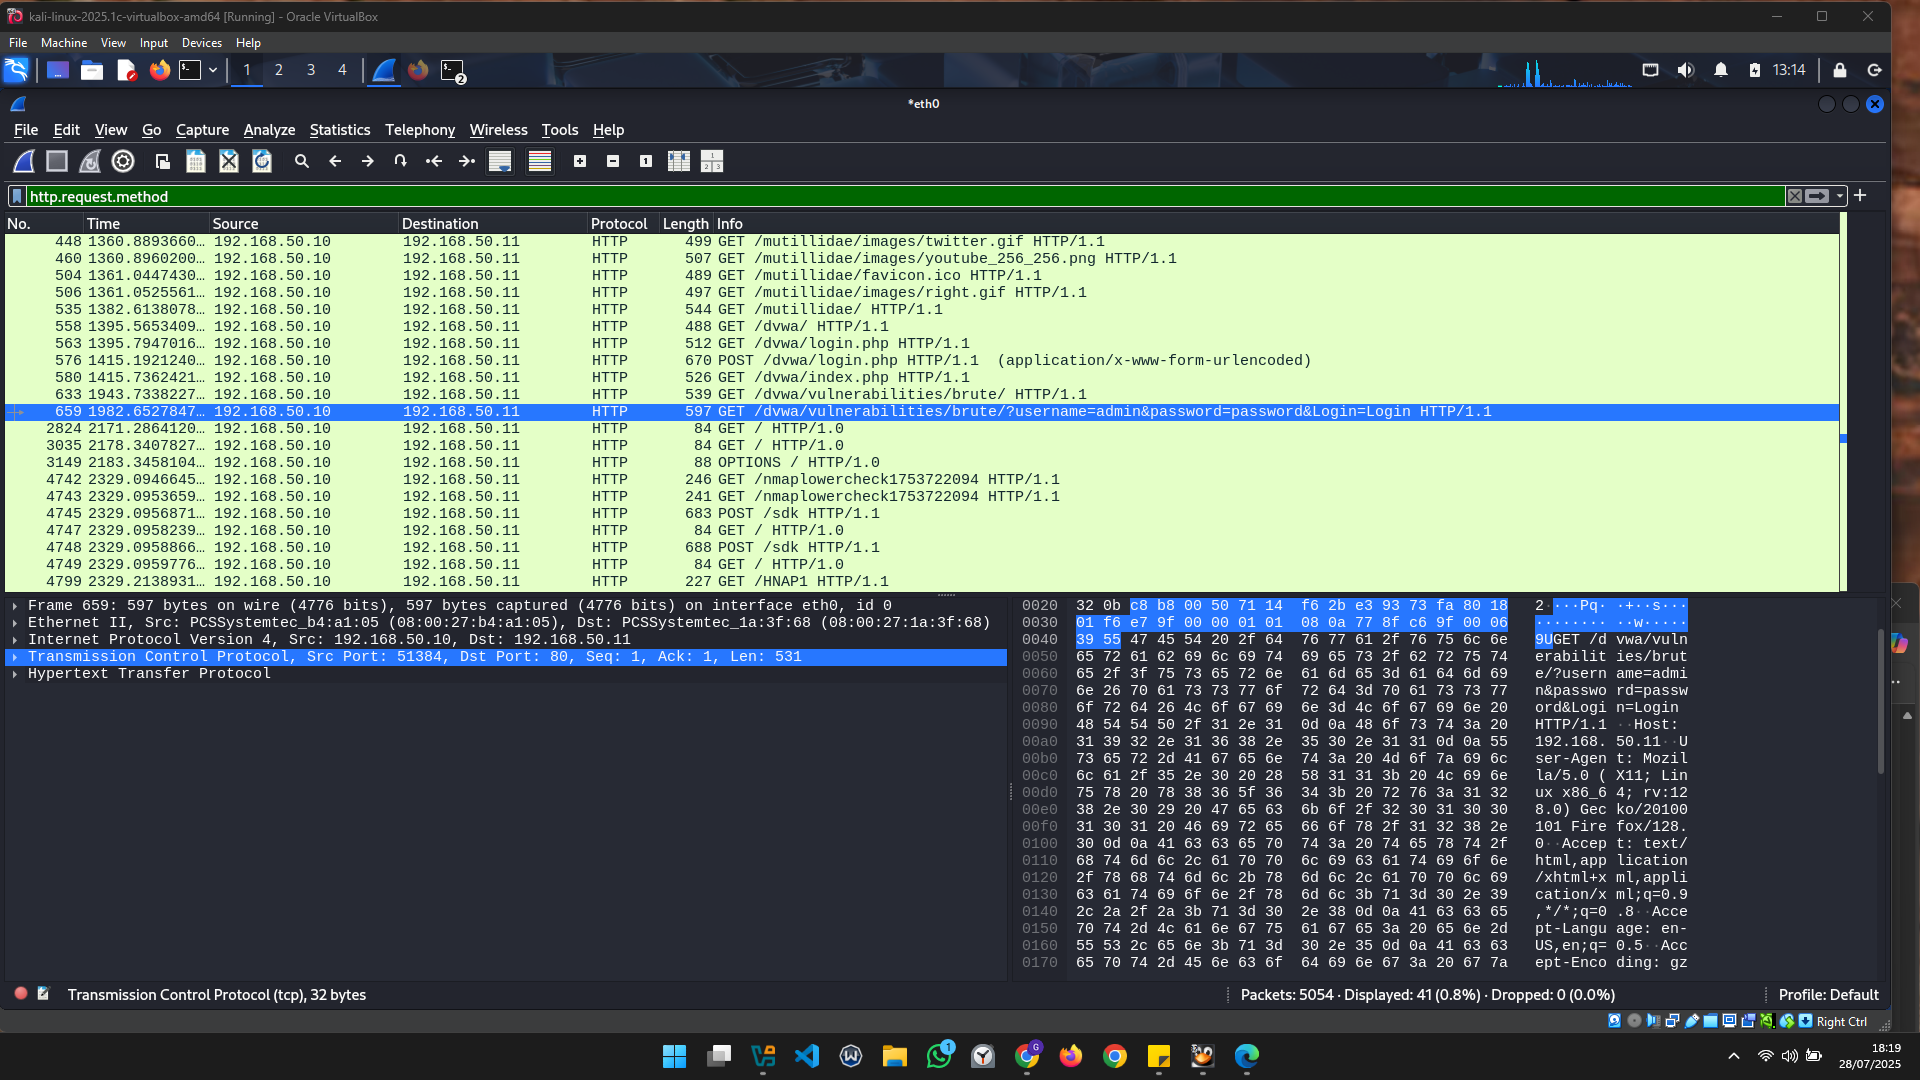 kali-linux-2025.1c-virtualbox-amd64 [Running] - Oracle VirtualBox
File Machine View Input Devices Help
1 2 3 4 2 13:14
*eth0
File Edit View Go Capture Analyze Statistics Telephony Wireless Tools Help
http.request.method
No. Time Source Destination Protocol Length Info
448 1360.8893660… 192.168.50.10 192.168.50.11 HTTP 499 GET /mutillidae/images/twitter.gif HTTP/1.1
460 1360.8960200… 192.168.50.10 192.168.50.11 HTTP 507 GET /mutillidae/images/youtube_256_256.png HTTP/1.1
504 1361.0447430… 192.168.50.10 192.168.50.11 HTTP 489 GET /mutillidae/favicon.ico HTTP/1.1
506 1361.0525561… 192.168.50.10 192.168.50.11 HTTP 497 GET /mutillidae/images/right.gif HTTP/1.1
535 1382.6138078… 192.168.50.10 192.168.50.11 HTTP 544 GET /mutillidae/ HTTP/1.1
558 1395.5653409… 192.168.50.10 192.168.50.11 HTTP 488 GET /dvwa/ HTTP/1.1
563 1395.7947016… 192.168.50.10 192.168.50.11 HTTP 512 GET /dvwa/login.php HTTP/1.1
576 1415.1921240… 192.168.50.10 192.168.50.11 HTTP 670 POST /dvwa/login.php HTTP/1.1 (application/x-www-form-urlencoded)
580 1415.7362421… 192.168.50.10 192.168.50.11 HTTP 526 GET /dvwa/index.php HTTP/1.1
633 1943.7338227… 192.168.50.10 192.168.50.11 HTTP 539 GET /dvwa/vulnerabilities/brute/ HTTP/1.1
659 1982.6527847… 192.168.50.10 192.168.50.11 HTTP 597 GET /dvwa/vulnerabilities/brute/?username=admin&password=password&Login=Login HTTP/1.1
2824 2171.2864120… 192.168.50.10 192.168.50.11 HTTP 84 GET / HTTP/1.0
3035 2178.3407827… 192.168.50.10 192.168.50.11 HTTP 84 GET / HTTP/1.0
3149 2183.3458104… 192.168.50.10 192.168.50.11 HTTP 88 OPTIONS / HTTP/1.0
4742 2329.0946645… 192.168.50.10 192.168.50.11 HTTP 246 GET /nmaplowercheck1753722094 HTTP/1.1
4743 2329.0953659… 192.168.50.10 192.168.50.11 HTTP 241 GET /nmaplowercheck1753722094 HTTP/1.1
4745 2329.0956871… 192.168.50.10 192.168.50.11 HTTP 683 POST /sdk HTTP/1.1
4747 2329.0958239… 192.168.50.10 192.168.50.11 HTTP 84 GET / HTTP/1.0
4748 2329.0958866… 192.168.50.10 192.168.50.11 HTTP 688 POST /sdk HTTP/1.1
4749 2329.0959776… 192.168.50.10 192.168.50.11 HTTP 84 GET / HTTP/1.0
4799 2329.2138931… 192.168.50.10 192.168.50.11 HTTP 227 GET /HNAP1 HTTP/1.1
Frame 659: 597 bytes on wire (4776 bits), 597 bytes captured (4776 bits) on interface eth0, id 0
Ethernet II, Src: PCSSystemtec_b4:a1:05 (08:00:27:b4:a1:05), Dst: PCSSystemtec_1a:3f:68 (08:00:27:1a:3f:68)
Internet Protocol Version 4, Src: 192.168.50.10, Dst: 192.168.50.11
Transmission Control Protocol, Src Port: 51384, Dst Port: 80, Seq: 1, Ack: 1, Len: 531
Hypertext Transfer Protocol
0020 32 0b c8 b8 00 50 71 14 f6 2b e3 93 73 fa 80 18 2····Pq· ·+··s···
0030 01 f6 e7 9f 00 00 01 01 08 0a 77 8f c6 9f 00 06 ········ ··w·····
0040 39 55 47 45 54 20 2f 64 76 77 61 2f 76 75 6c 6e 9UGET /d vwa/vuln
0050 65 72 61 62 69 6c 69 74 69 65 73 2f 62 72 75 74 erabilit ies/brut
0060 65 2f 3f 75 73 65 72 6e 61 6d 65 3d 61 64 6d 69 e/?usern ame=admi
0070 6e 26 70 61 73 73 77 6f 72 64 3d 70 61 73 73 77 n&passwo rd=passw
0080 6f 72 64 26 4c 6f 67 69 6e 3d 4c 6f 67 69 6e 20 ord&Logi n=Login
0090 48 54 54 50 2f 31 2e 31 0d 0a 48 6f 73 74 3a 20 HTTP/1.1 ··Host:
00a0 31 39 32 2e 31 36 38 2e 35 30 2e 31 31 0d 0a 55 192.168. 50.11··U
00b0 73 65 72 2d 41 67 65 6e 74 3a 20 4d 6f 7a 69 6c ser-Agen t: Mozil
00c0 6c 61 2f 35 2e 30 20 28 58 31 31 3b 20 4c 69 6e la/5.0 ( X11; Lin
00d0 75 78 20 78 38 36 5f 36 34 3b 20 72 76 3a 31 32 ux x86_6 4; rv:12
00e0 38 2e 30 29 20 47 65 63 6b 6f 2f 32 30 31 30 30 8.0) Gec ko/20100
00f0 31 30 31 20 46 69 72 65 66 6f 78 2f 31 32 38 2e 101 Fire fox/128.
0100 30 0d 0a 41 63 63 65 70 74 3a 20 74 65 78 74 2f 0··Accep t: text/
0110 68 74 6d 6c 2c 61 70 70 6c 69 63 61 74 69 6f 6e html,app lication
0120 2f 78 68 74 6d 6c 2b 78 6d 6c 2c 61 70 70 6c 69 /xhtml+x ml,appli
0130 63 61 74 69 6f 6e 2f 78 6d 6c 3b 71 3d 30 2e 39 cation/x ml;q=0.9
0140 2c 2a 2f 2a 3b 71 3d 30 2e 38 0d 0a 41 63 63 65 ,*/*;q=0 .8··Acce
0150 70 74 2d 4c 61 6e 67 75 61 67 65 3a 20 65 6e 2d pt-Langu age: en-
0160 55 53 2c 65 6e 3b 71 3d 30 2e 35 0d 0a 41 63 63 US,en;q= 0.5··Acc
0170 65 70 74 2d 45 6e 63 6f 64 69 6e 67 3a 20 67 7a ept-Enco ding: gz
Transmission Control Protocol (tcp), 32 bytes
Packets: 5054 · Displayed: 41 (0.8%) · Dropped: 0 (0.0%)
Profile: Default
Right Ctrl
1
G
18:19
28/07/2025